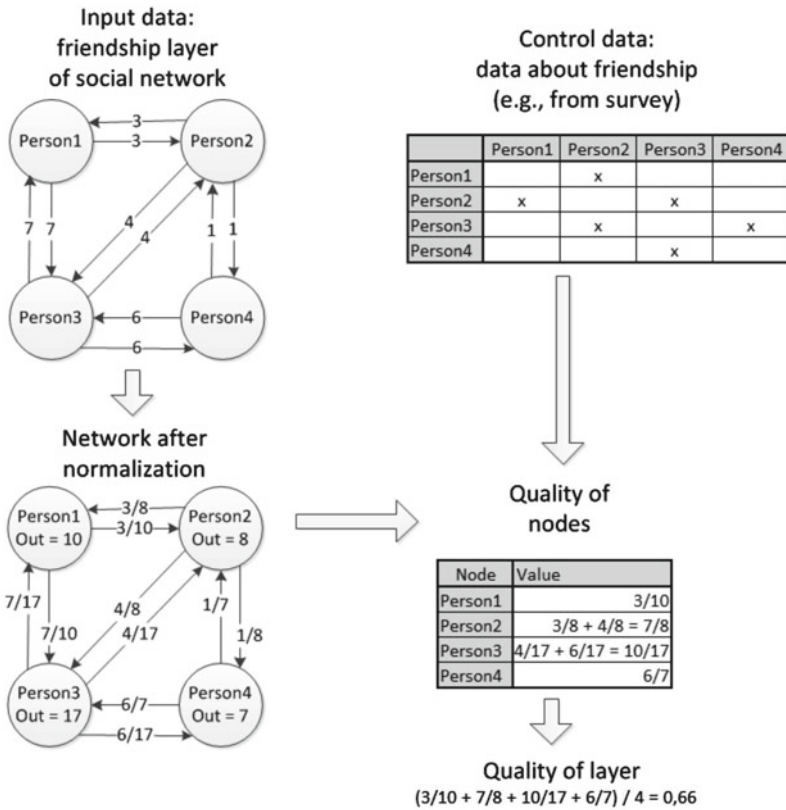 Input data:
friendship layer
of social network
Person1
Person2
3
3
7
7
4
4
1
1
Person3
Person4
6
6
Control data:
data about friendship
(e.g., from survey)
Person1 Person2 Person3 Person4
Person1 x
Person2 x x
Person3 x x
Person4 x
Network after
normalization
Person1
Out = 10
Person2
Out = 8
3/8
3/10
7/17
7/10
4/8
4/17
1/7
1/8
Person3
Out = 17
Person4
Out = 7
6/7
6/17
Quality of
nodes
Node Value
Person1 3/10
Person2 3/8 + 4/8 = 7/8
Person3 4/17 + 6/17 = 10/17
Person4 6/7
Quality of layer
(3/10 + 7/8 + 10/17 + 6/7) / 4 = 0,66